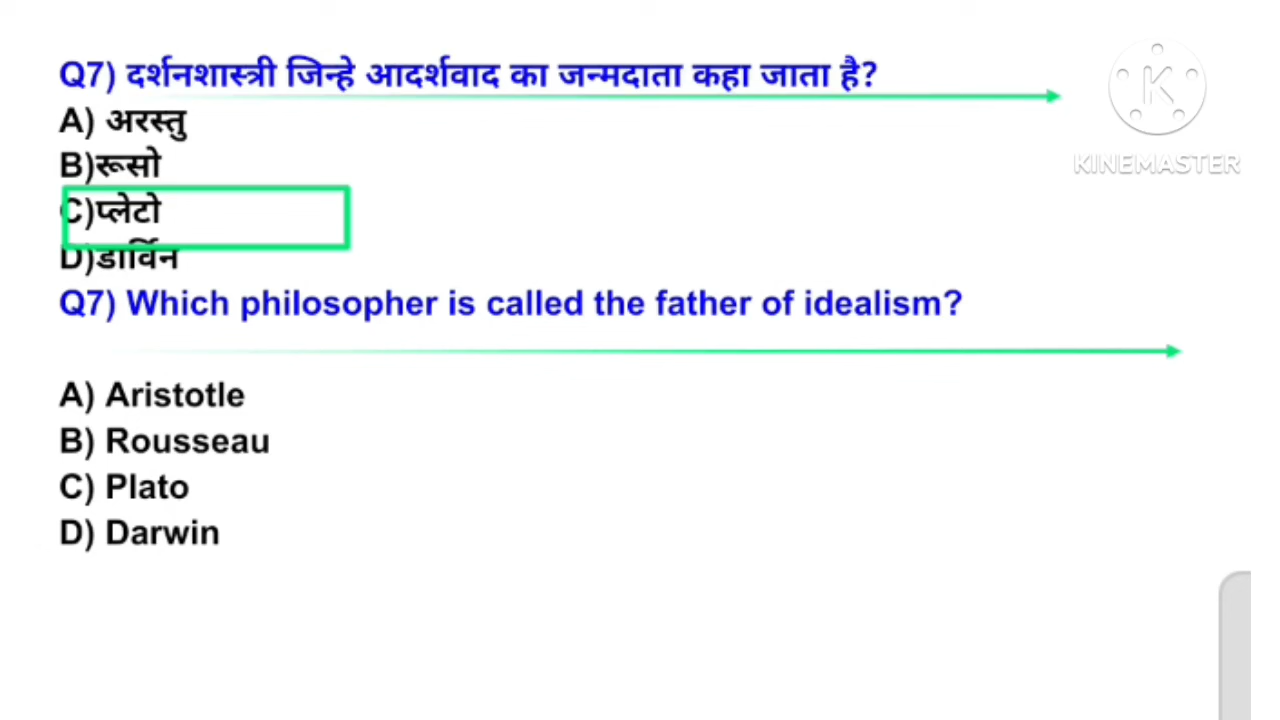 Q7) दर्शनशास्त्री जिन्हे आदर्शवाद का जन्मदाता कहा जाता है?
A) अरस्तु
B)रूसो
C)प्लेटो
D)डार्विन
Q7) Which philosopher is called the father of idealism?
A) Aristotle
B) Rousseau
C) Plato
D) Darwin
K
KINEMASTER